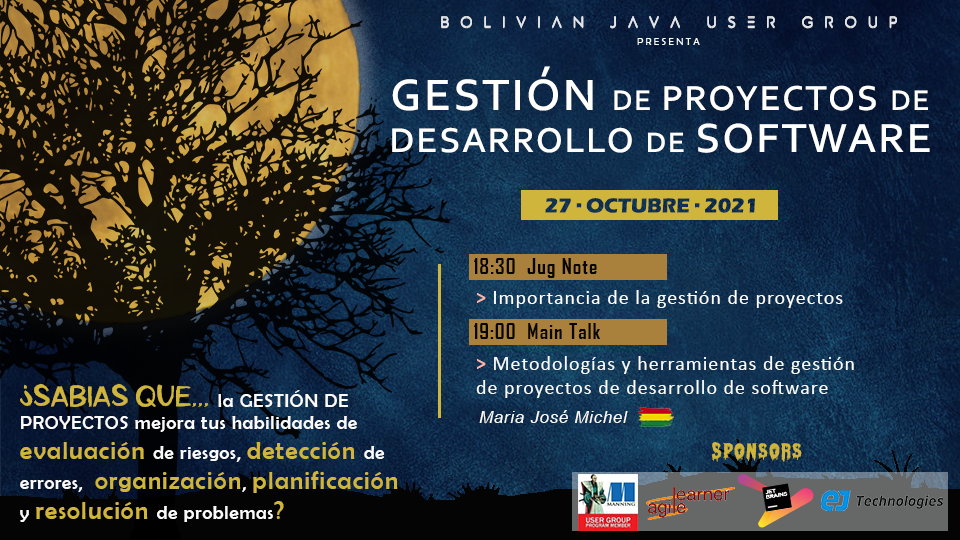 BOLIVIAN JAVA USER GROUP
PRESENTA
GESTIÓN DE PROYECTOS DE
DESARROLLO DE SOFTWARE
27 · OCTUBRE · 2021
18:30 Jug Note
> Importancia de la gestión de proyectos
19:00 Main Talk
> Metodologías y herramientas de gestión
de proyectos de desarrollo de software
Maria José Michel
¿SABIAS QUE... la GESTIÓN DE
PROYECTOS mejora tus habilidades de
evaluación de riesgos, detección de
errores, organización, planificación
y resolución de problemas?
SPONSORS
MANNING
USER GROUP
PROGRAM MEMBER
learner
agile
JET
BRAINS
ej Technologies